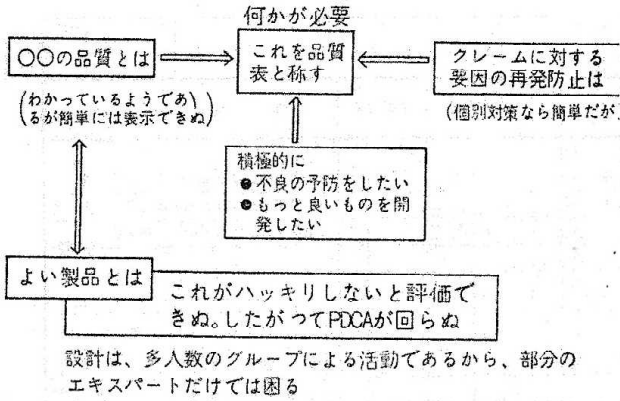 何かが必要
〇〇の品質とは
これを品質
表と称す
クレームに対する
要因の再発防止は
(わかっているようであ
るが簡単には表示できぬ)
(個別対策なら簡単だが
積極的に
●不良の予防をしたい
●もっと良いものを開
発したい
よい製品とは
これがハッキリしないと評価で
きぬ。したがってPDCAが回らぬ
設計は、多人数のグループによる活動であるから、部分の
エキスパートだけでは困る